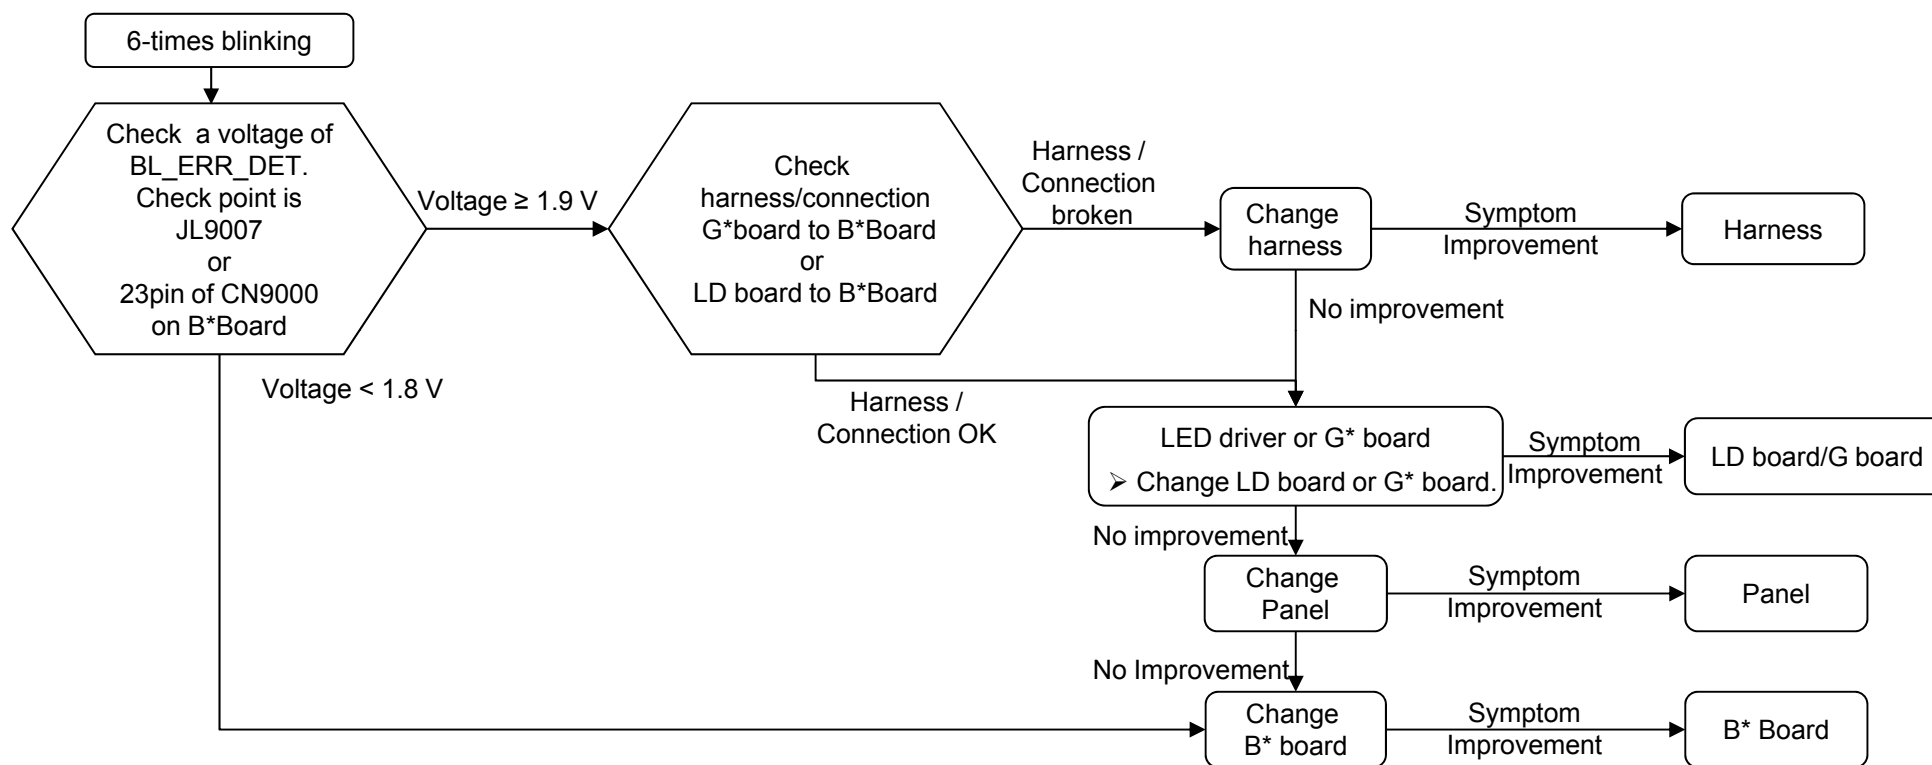 6-times blinking
Check a voltage of
BL_ERR_DET.
Check point is
JL9007
or
23pin of CN9000
on B*Board
Voltage ≥ 1.9 V
Check
harness/connection
G*board to B*Board
or
LD board to B*Board
Harness /
Connection
broken
Change
harness
Symptom
Improvement
Harness
No improvement
Voltage < 1.8 V
Harness /
Connection OK
LED driver or G* board
➢ Change LD board or G* board.
Symptom
Improvement
LD board/G board
No improvement
Change
Panel
Symptom
Improvement
Panel
No Improvement
Change
B* board
Symptom
Improvement
B* Board